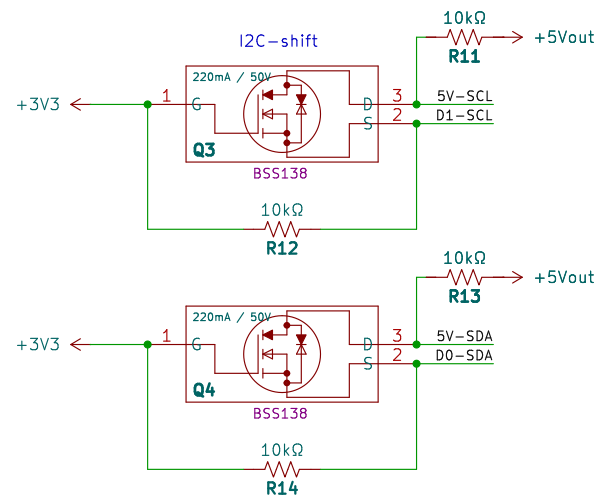 10kΩ
+5Vout
R11
I2C-shift
220mA / 50V
+3V3
1
G
D
3
5V-SCL
S
2
D1-SCL
Q3
BSS138
10kΩ
R12
10kΩ
+5Vout
R13
220mA / 50V
+3V3
1
G
D
3
5V-SDA
S
2
D0-SDA
Q4
BSS138
10kΩ
R14